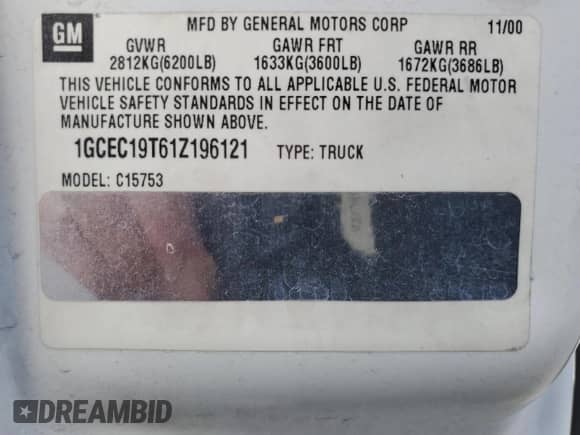 GM
MFD BY GENERAL MOTORS CORP 11/00
GVWR GAWR FRT GAWR RR
2812KG(6200LB) 1633KG(3600LB) 1672KG(3686LB)
THIS VEHICLE CONFORMS TO ALL APPLICABLE U.S. FEDERAL MOTOR
VEHICLE SAFETY STANDARDS IN EFFECT ON THE DATE OF
MANUFACTURE SHOWN ABOVE.
1GCEC19T61Z196121 TYPE: TRUCK
MODEL: C15753
DREAMBID